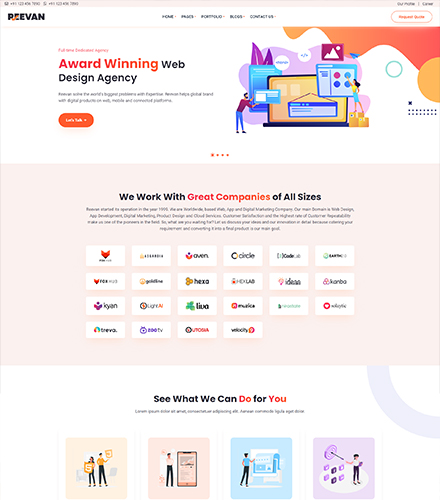 +91 123 456 7890 +91 123 456 7890 Our Profile | Career
REEVAN HOME PAGES PORTFOLIO BLOGS CONTACT US Request Quote
Full-time Dedicated Agency
Award Winning Web
Design Agency
Reevan solve the world's biggest problems with Expertise. Reevan helps global brand
with digital products on web, mobile and connected platforms.
Let's Talk
We Work With Great Companies of All Sizes
Reevan started its operation in the year 1999. We are Worldwide, based Web, App and Digital Marketing Company. Our main Domain is Web Design,
App Development, Digital Marketing, Product Design and Cloud Services. Customer Satisfaction and the Highest rate of Customer Repeatability
make us one of the pioneers in the field. So, what are you waiting for? Let us discuss your ideas and our innovation in detail because catering your
requirement and converting it into a final product is our main goal.
FOX HUB aven. circle CodeLab EARTH
FOX HUB goldline hexa HEXLAB ideaa kanba
kyan Light AI liva muzica
treva. ZOO TV UTOSIA velocity
See What We Can Do for You
Lorem ipsum dolor sit amet, consectetuer adipiscing elit. Aenean commodo ligula eget dolor.